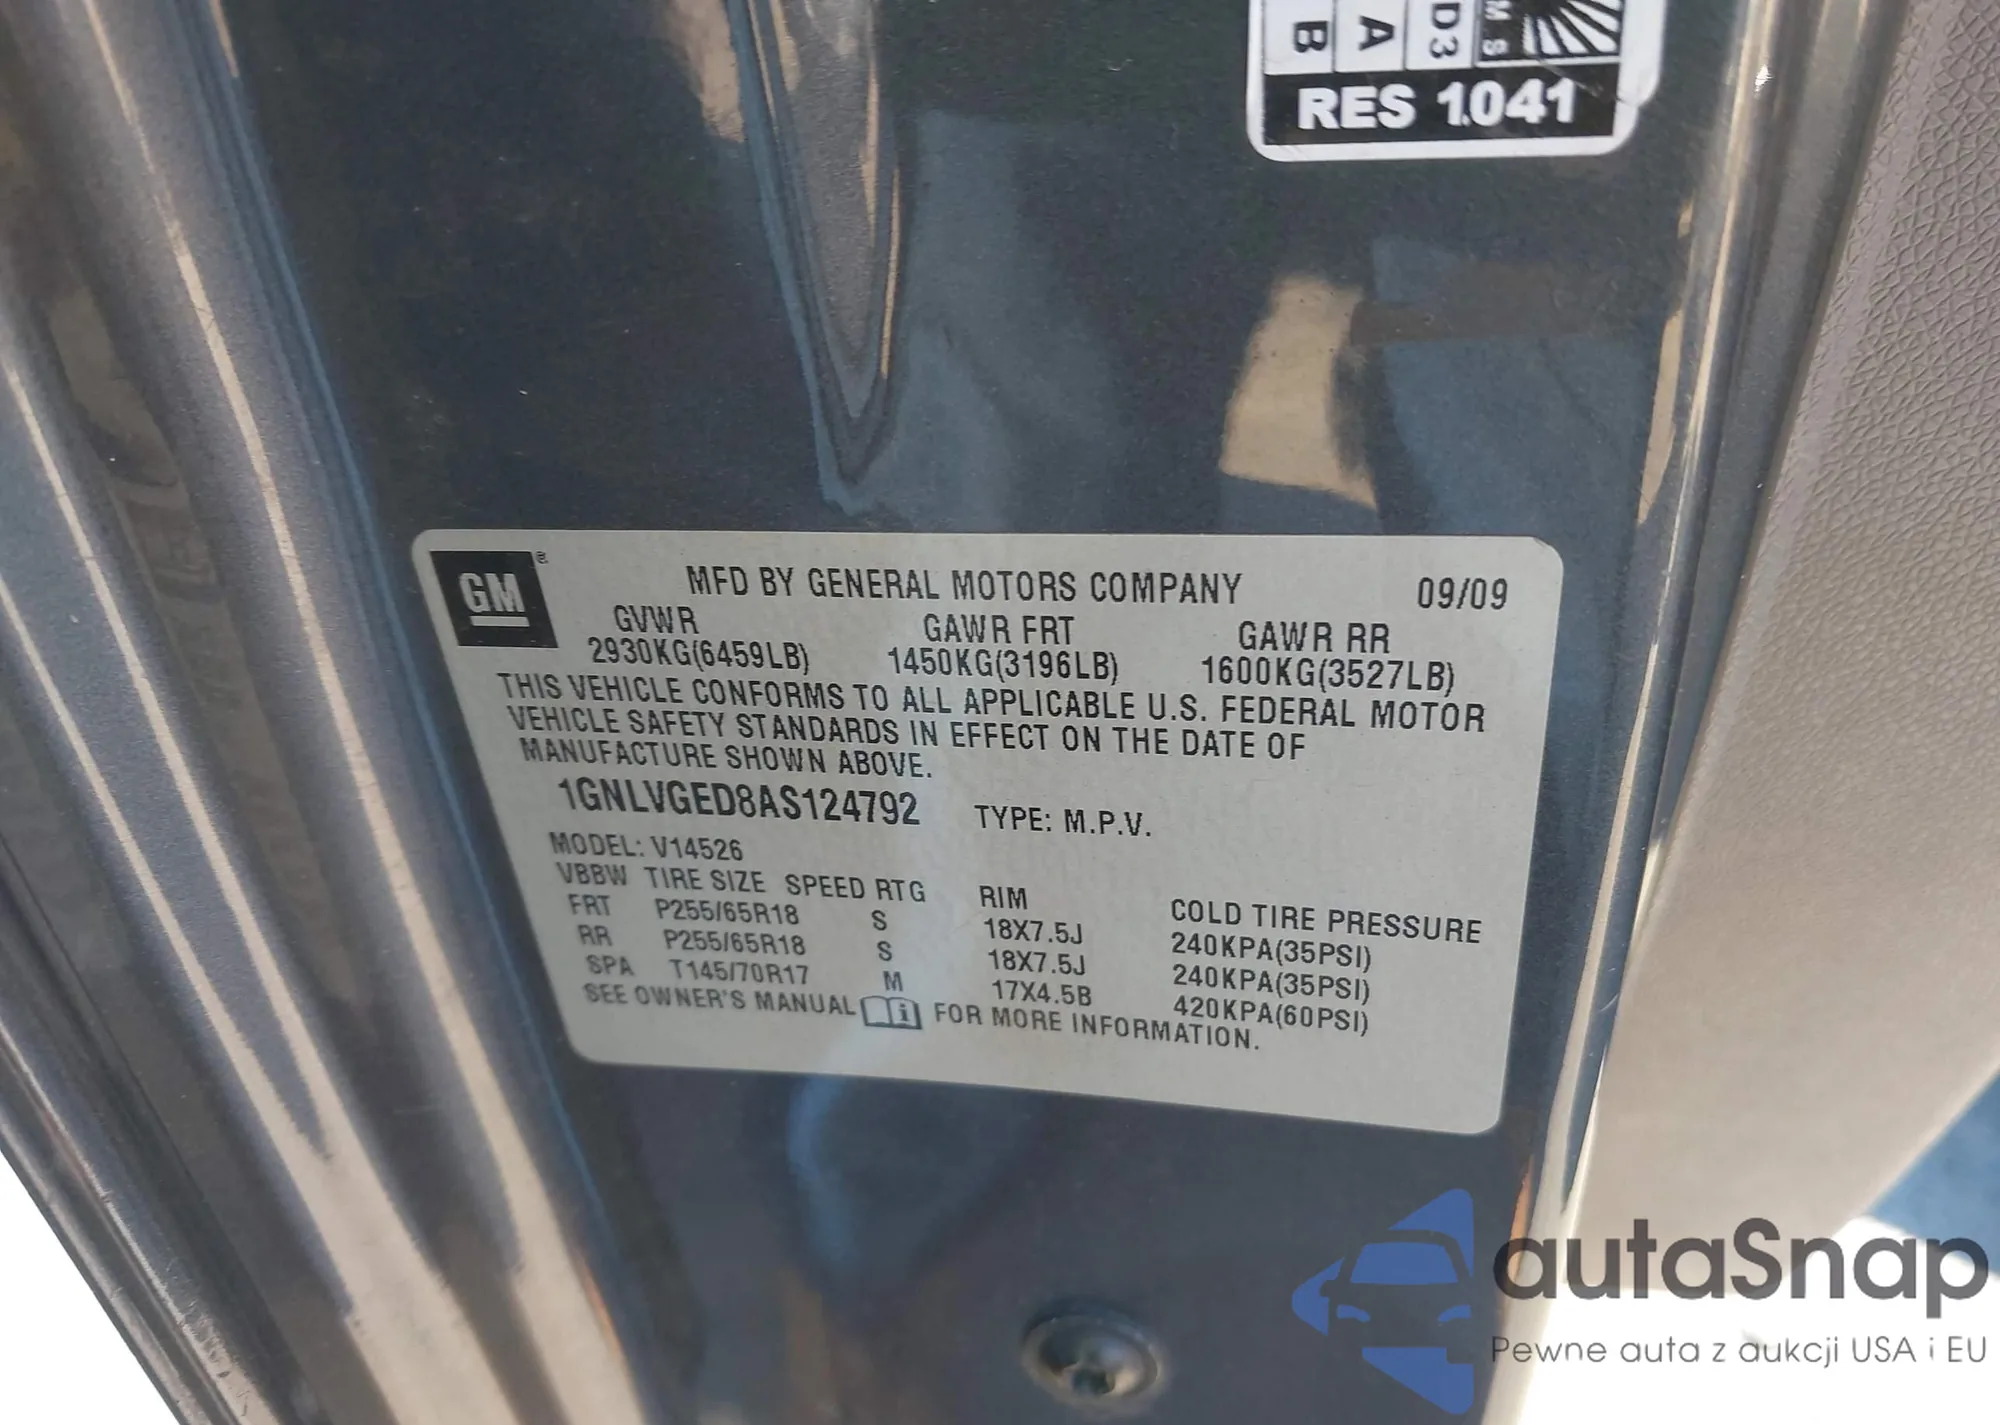 M S
D3
A
B
RES 1.041
GM ®
MFD BY GENERAL MOTORS COMPANY 09/09
GVWR GAWR FRT GAWR RR
2930KG(6459LB) 1450KG(3196LB) 1600KG(3527LB)
THIS VEHICLE CONFORMS TO ALL APPLICABLE U.S. FEDERAL MOTOR
VEHICLE SAFETY STANDARDS IN EFFECT ON THE DATE OF
MANUFACTURE SHOWN ABOVE.
1GNLVGED8AS124792 TYPE: M.P.V.
MODEL: V14526
VBBW TIRE SIZE SPEED RTG RIM COLD TIRE PRESSURE
FRT P255/65R18 S 18X7.5J 240KPA(35PSI)
RR P255/65R18 S 18X7.5J 240KPA(35PSI)
SPA T145/70R17 M 17X4.5B 420KPA(60PSI)
SEE OWNER'S MANUAL i FOR MORE INFORMATION.
autaSnap
Pewne auta z aukcji USA i EU